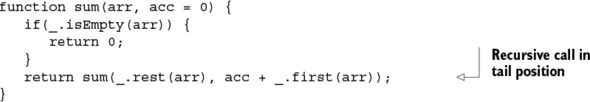 function sum(arr, acc = 0) {
if(_.isEmpty(arr)) {
return 0;
}
return sum(_.rest(arr), acc + _.first(arr));
}
Recursive call in
tail position